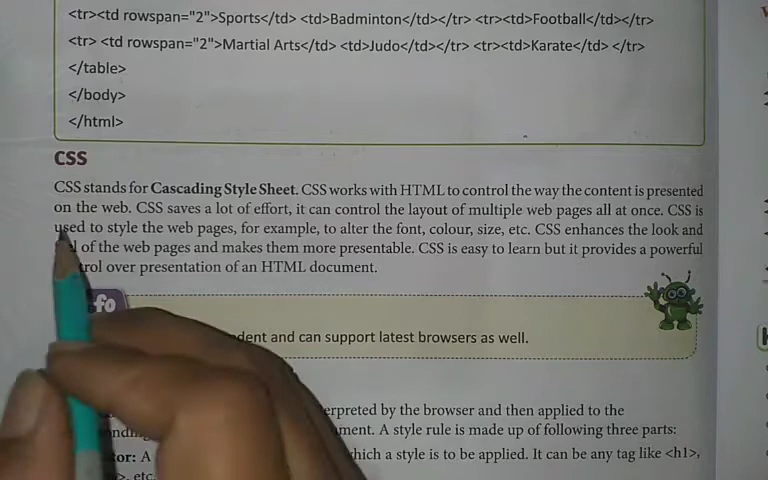 <tr><td rowspan="2">Sports</td> <td>Badminton</td></tr> <tr><td>Football</td></tr>
<tr> <td rowspan="2">Martial Arts</td> <td>Judo</td></tr> <tr><td>Karate</td> </tr>
</table>
</body>
</html>
CSS
CSS stands for Cascading Style Sheet. CSS works with HTML to control the way the content is presented
on the web. CSS saves a lot of effort, it can control the layout of multiple web pages all at once. CSS is
used to style the web pages, for example, to alter the font, colour, size, etc. CSS enhances the look and
of the web pages and makes them more presentable. CSS is easy to learn but it provides a powerful
over presentation of an HTML document.
and can support latest browsers as well.
by the browser and then applied to the
A style rule is made up of following three parts:
A
which a style is to be applied. It can be any tag like <h1>,
etc.